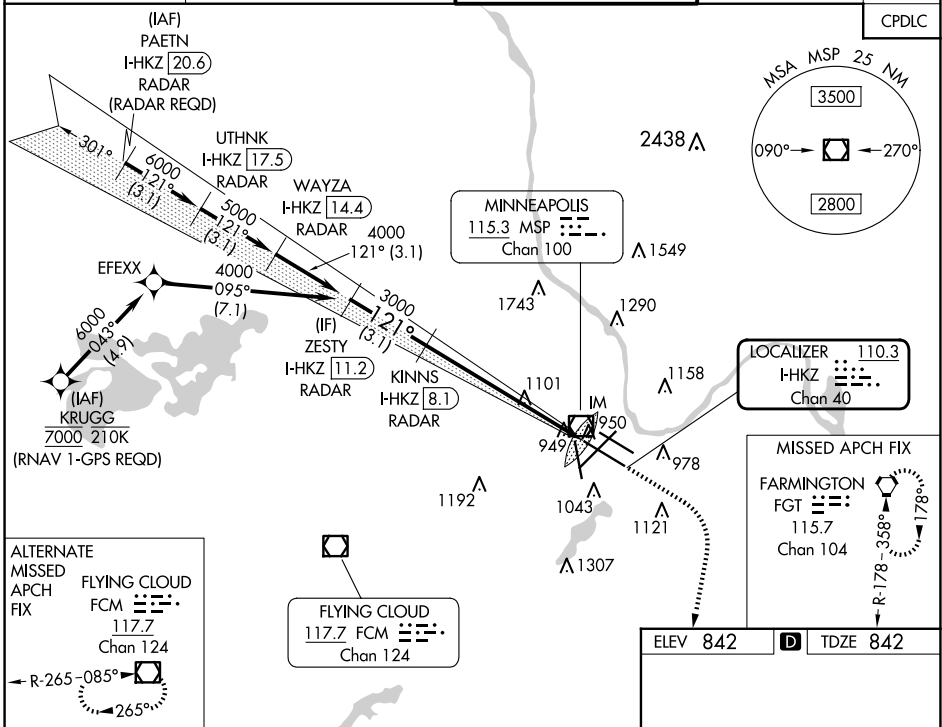 CPDLC
(IAF)
PAETN
I-HKZ 20.6
RADAR
(RADAR REQD)
MSA MSP 25 NM
3500
090°
270°
2800
2438
301°
6000
121°
(3.1)
UTHNK
I-HKZ 17.5
RADAR
5000
121°
(3.1)
WAYZA
I-HKZ 14.4
RADAR
4000
121° (3.1)
MINNEAPOLIS
115.3 MSP
Chan 100
1549
EFEXX
4000
095°
(7.1)
3000
121°
(3.1)
1743
1290
6000
043°
(4.9)
(IF)
ZESTY
I-HKZ 11.2
RADAR
KINNS
I-HKZ 8.1
RADAR
LOCALIZER 110.3
I-HKZ
Chan 40
1101
1158
(IAF)
KRUGG
7000 210K
(RNAV 1-GPS REQD)
IM
950
949
978
1192
1043
1121
1307
MISSED APCH FIX
FARMINGTON
FGT
115.7
Chan 104
178°
R-178
358°
ALTERNATE
MISSED
APCH
FIX
FLYING CLOUD
FCM
117.7
Chan 124
R-265
085°
265°
FLYING CLOUD
117.7 FCM
Chan 124
ELEV 842 D TDZE 842